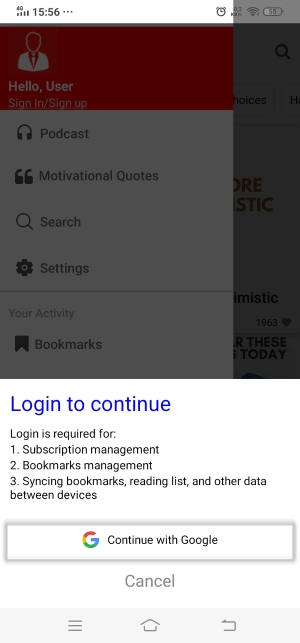 4G 15:56 ...
Hello, User
Sign In/Sign up
hoices
Podcast
Motivational Quotes
ORE
ISTIC
Search
Settings
imistic
1963
Your Activity
R THESE
S TODAY
Bookmarks
Login to continue
Login is required for:
1. Subscription management
2. Bookmarks management
3. Syncing bookmarks, reading list, and other data
between devices
G Continue with Google
Cancel